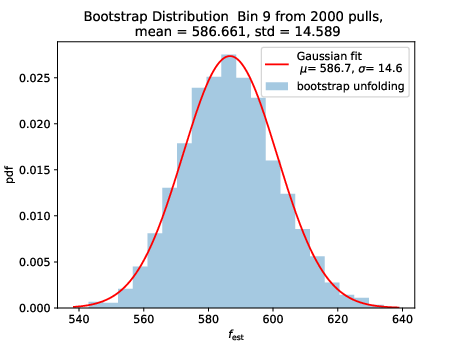 Bootstrap Distribution  Bin 9 from 2000 pulls,
mean = 586.661, std = 14.589
Gaussian fit
μ= 586.7, σ= 14.6
bootstrap unfolding
pdf
0.025
0.020
0.015
0.010
0.005
0.000
540 560 580 600 620 640
f_est